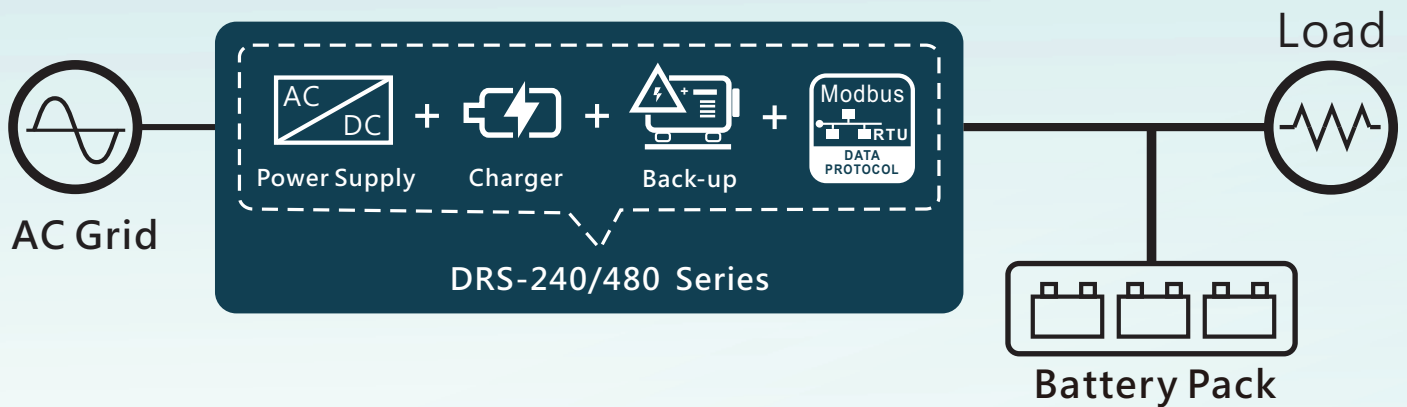 AC Grid
AC
DC
Power Supply
+
Charger
+
Back-up
+
Modbus
RTU
DATA
PROTOCOL
DRS-240/480 Series
Load
Battery Pack